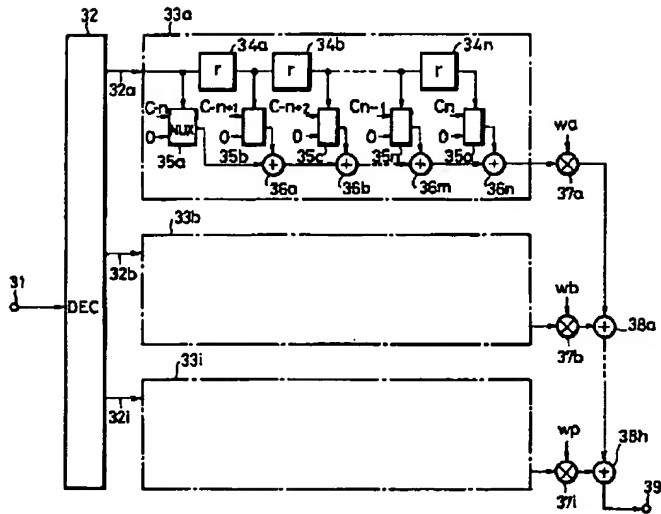 32 33a 34a 34b 34n
r r r
32a
C-n C-n+1 C-n+2 Cn-1 Cn
MUX
0 0 0 0 0
35a 35b 35c 35n 35o
wa
36a 36b 36m 36n
37a
33b
32b
31
DEC
wb
37b 38a
33i
32i
wp
38h
37i
39